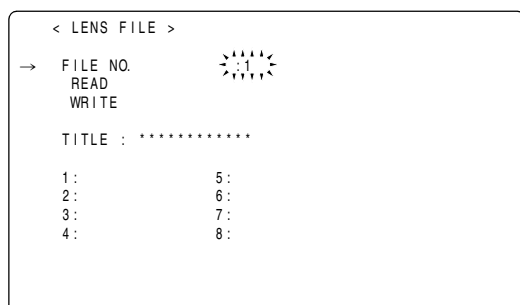 < LENS FILE >
→ FILE NO. :1
READ
WRITE
TITLE : ************
1: 5:
2: 6:
3: 7:
4: 8: